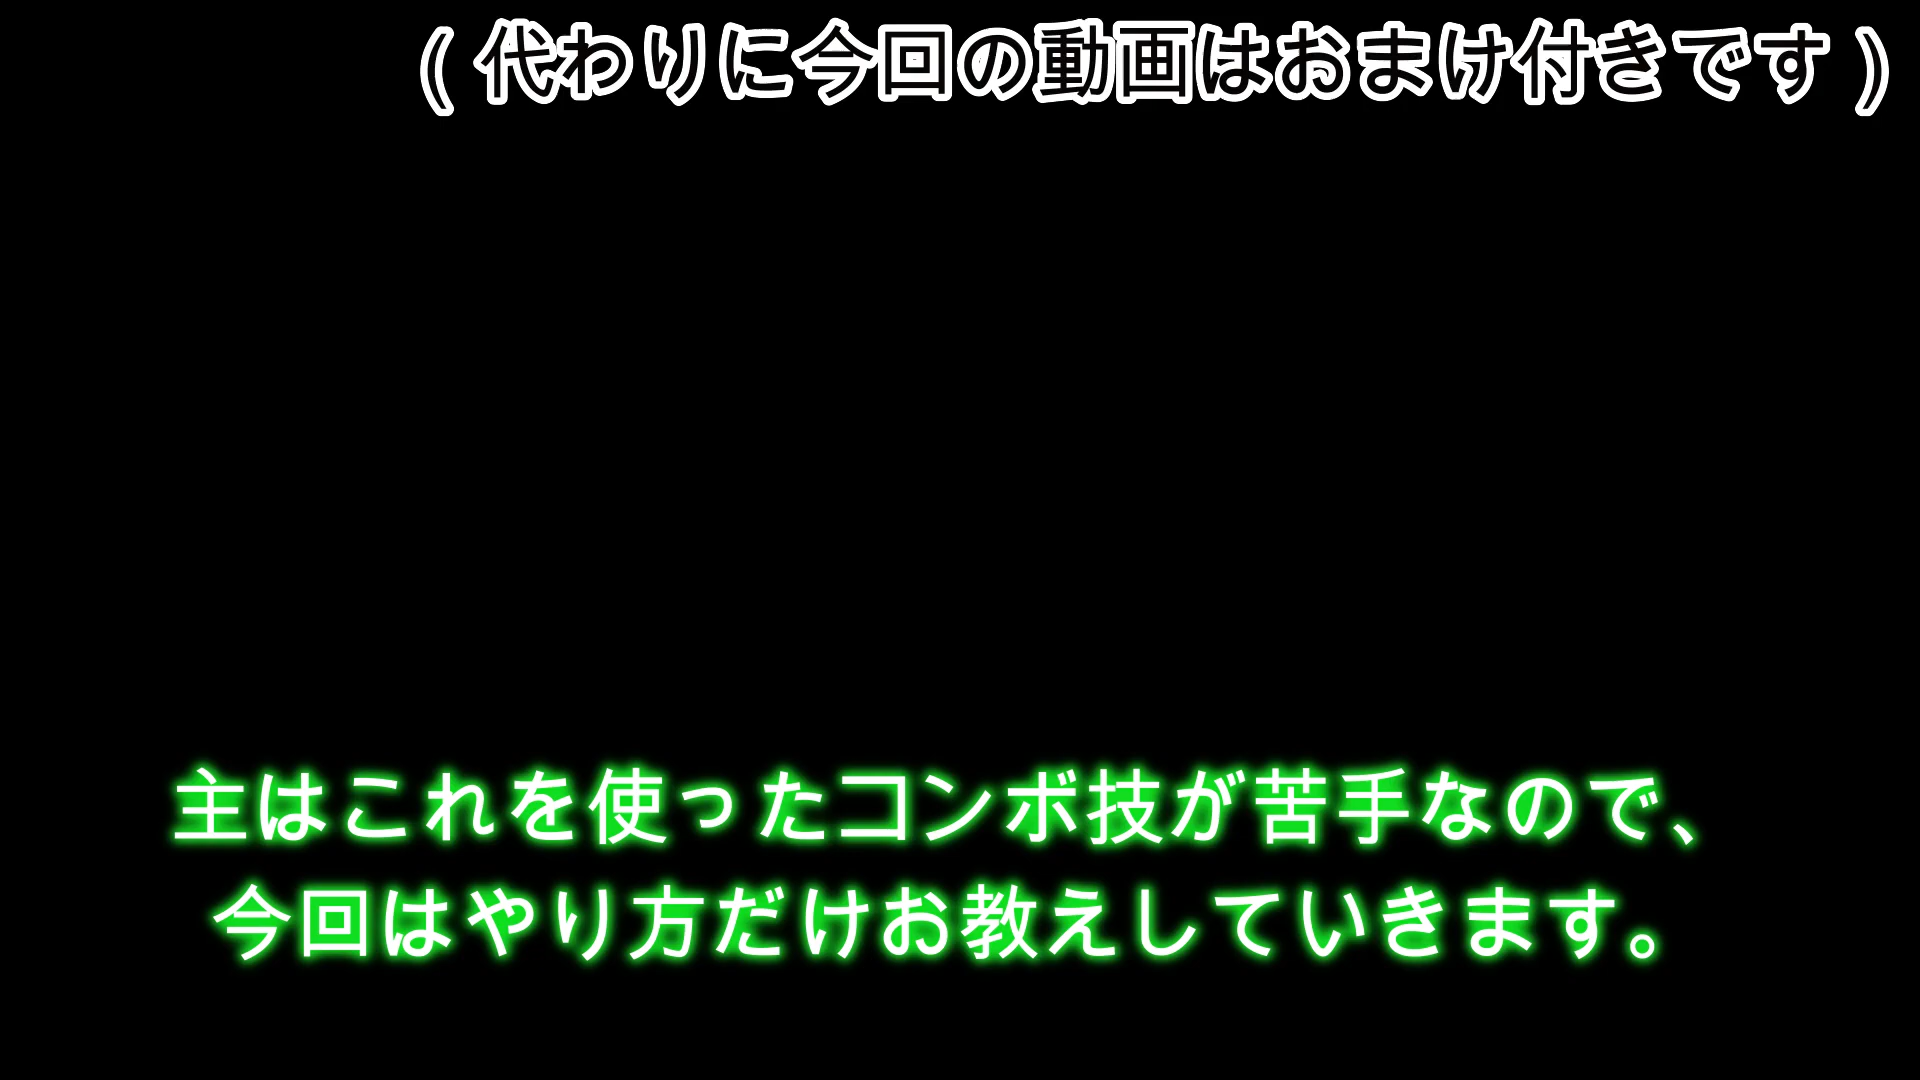 (代わりに今回の動画はおまけ付きです)
主はこれを使ったコンボ技が苦手なので、
今回はやり方だけお教えしていきます。